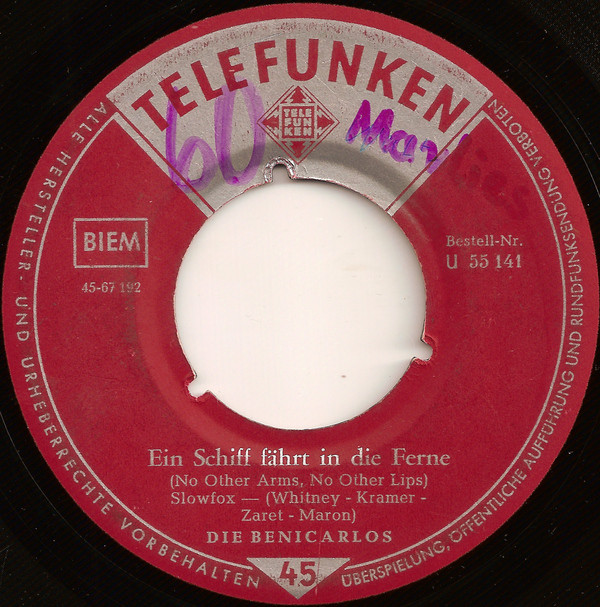 TELEFUNKEN
TELE
FUN
KEN
60
Marlies
BIEM
45-67 192
Bestell-Nr.
U 55 141
Ein Schiff fährt in die Ferne
(No Other Arms, No Other Lips)
Slowfox — (Whitney - Kramer -
Zaret - Maron)
DIE BENICARLOS
45
ALLE HERSTELLER- UND URHEBERRECHTE VORBEHALTEN
ÜBERSPIELUNG, ÖFFENTLICHE AUFFÜHRUNG UND RUNDFUNKSENDUNG VERBOTEN